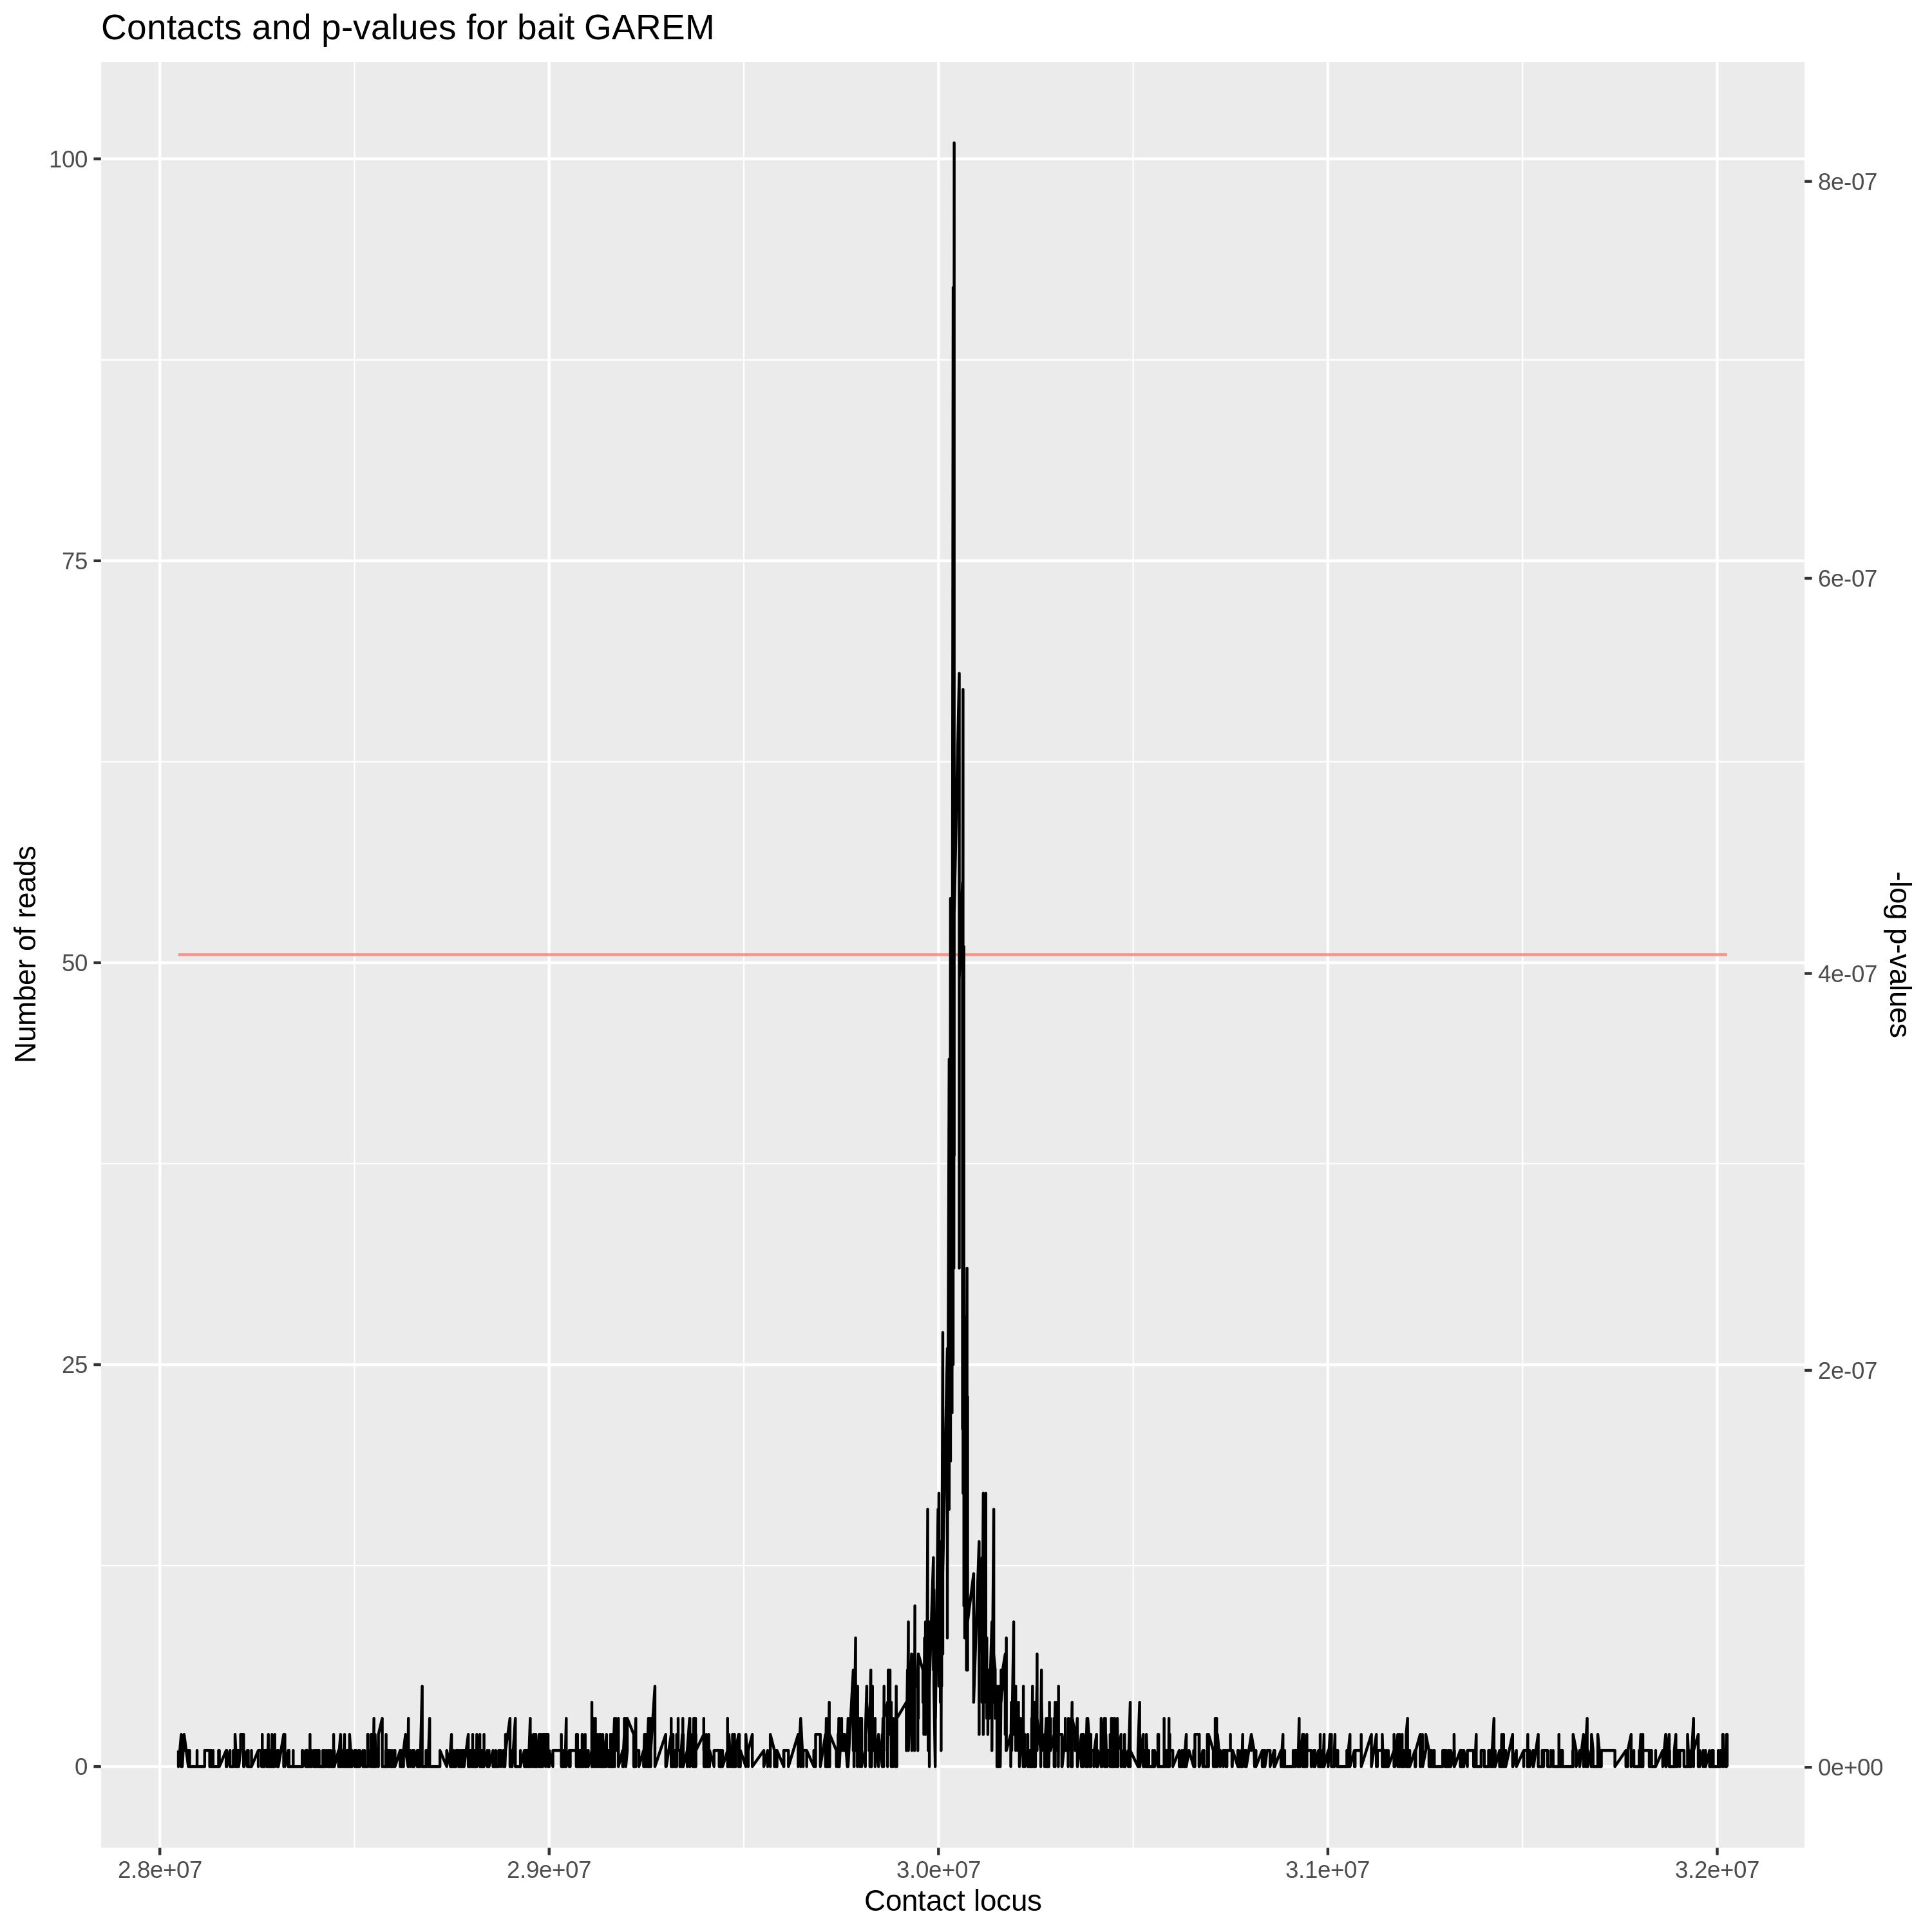 Contacts and p-values for bait GAREM
100
75
50
25
0
Number of reads
8e-07
6e-07
4e-07
2e-07
0e+00
-log p-values
2.8e+07
2.9e+07
3.0e+07
3.1e+07
3.2e+07
Contact locus